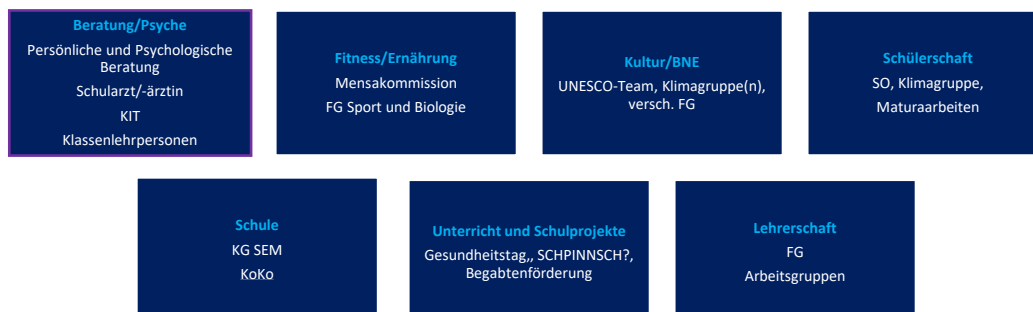 Beratung/Psyche
Persönliche und Psychologische
Beratung
Schularzt/-ärztin
KIT
Klassenlehrpersonen
Fitness/Ernährung
Mensakommission
FG Sport und Biologie
Kultur/BNE
UNESCO-Team, Klimagruppe(n),
versch. FG
Schülerschaft
SO, Klimagruppe,
Maturaarbeiten
Schule
KG SEM
KoKo
Unterricht und Schulprojekte
Gesundheitstag,, SCHPINNSCH?,
Begabtenförderung
Lehrerschaft
FG
Arbeitsgruppen